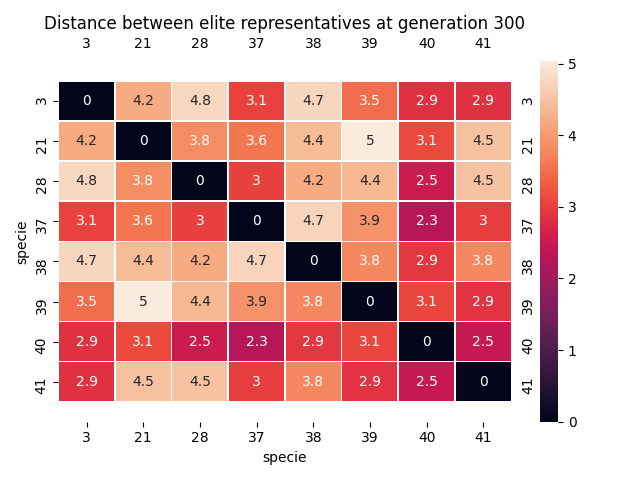 Distance between elite representatives at generation 300
3 21 28 37 38 39 40 41
3 0 4.2 4.8 3.1 4.7 3.5 2.9 2.9 3
21 4.2 0 3.8 3.6 4.4 5 3.1 4.5 21
28 4.8 3.8 0 3 4.2 4.4 2.5 4.5 28
37 3.1 3.6 3 0 4.7 3.9 2.3 3 37
38 4.7 4.4 4.2 4.7 0 3.8 2.9 3.8 38
39 3.5 5 4.4 3.9 3.8 0 3.1 2.9 39
40 2.9 3.1 2.5 2.3 2.9 3.1 0 2.5 40
41 2.9 4.5 4.5 3 3.8 2.9 2.5 0 41
3 21 28 37 38 39 40 41
specie
specie
5
4
3
2
1
0